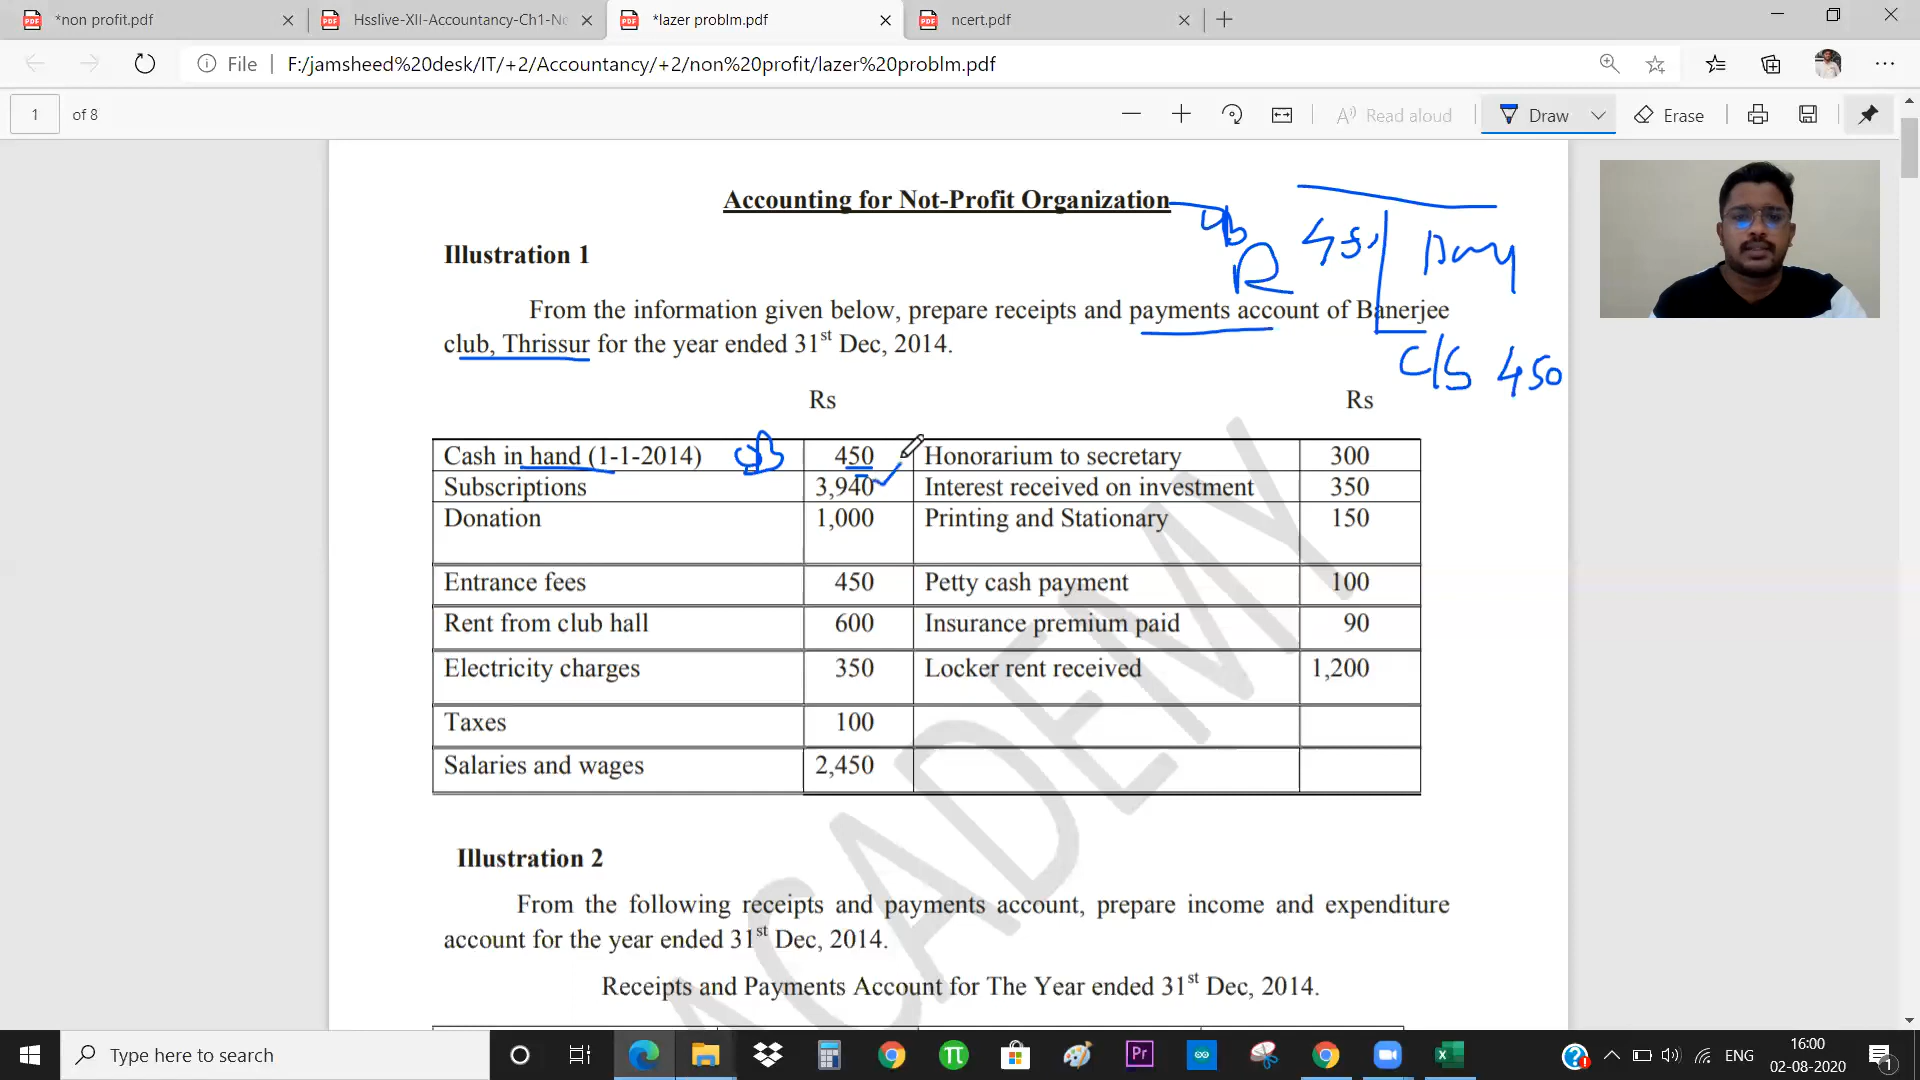 *non profit.pdf
Hsslive-XII-Accountancy-Ch1-No
*lazer problm.pdf
ncert.pdf
File
F:/jamsheed%20desk/IT/+2/Accountancy/+2/non%20profit/lazer%20problm.pdf
1 of 8
Read aloud
Draw
Erase
Accounting for Not-Profit Organization
Illustration 1
From the information given below, prepare receipts and payments account of Banerjee
club, Thrissur for the year ended 31st Dec, 2014.
C/S 450
Rs Rs
Cash in hand (1-1-2014) 450 Honorarium to secretary 300
Subscriptions 3,940 Interest received on investment 350
Donation 1,000 Printing and Stationary 150
Entrance fees 450 Petty cash payment 100
Rent from club hall 600 Insurance premium paid 90
Electricity charges 350 Locker rent received 1,200
Taxes 100
Salaries and wages 2,450
ACADEMY
Illustration 2
From the following receipts and payments account, prepare income and expenditure
account for the year ended 31st Dec, 2014.
Receipts and Payments Account for The Year ended 31st Dec, 2014.
Type here to search
Pr
ENG
16:00
02-08-2020
1